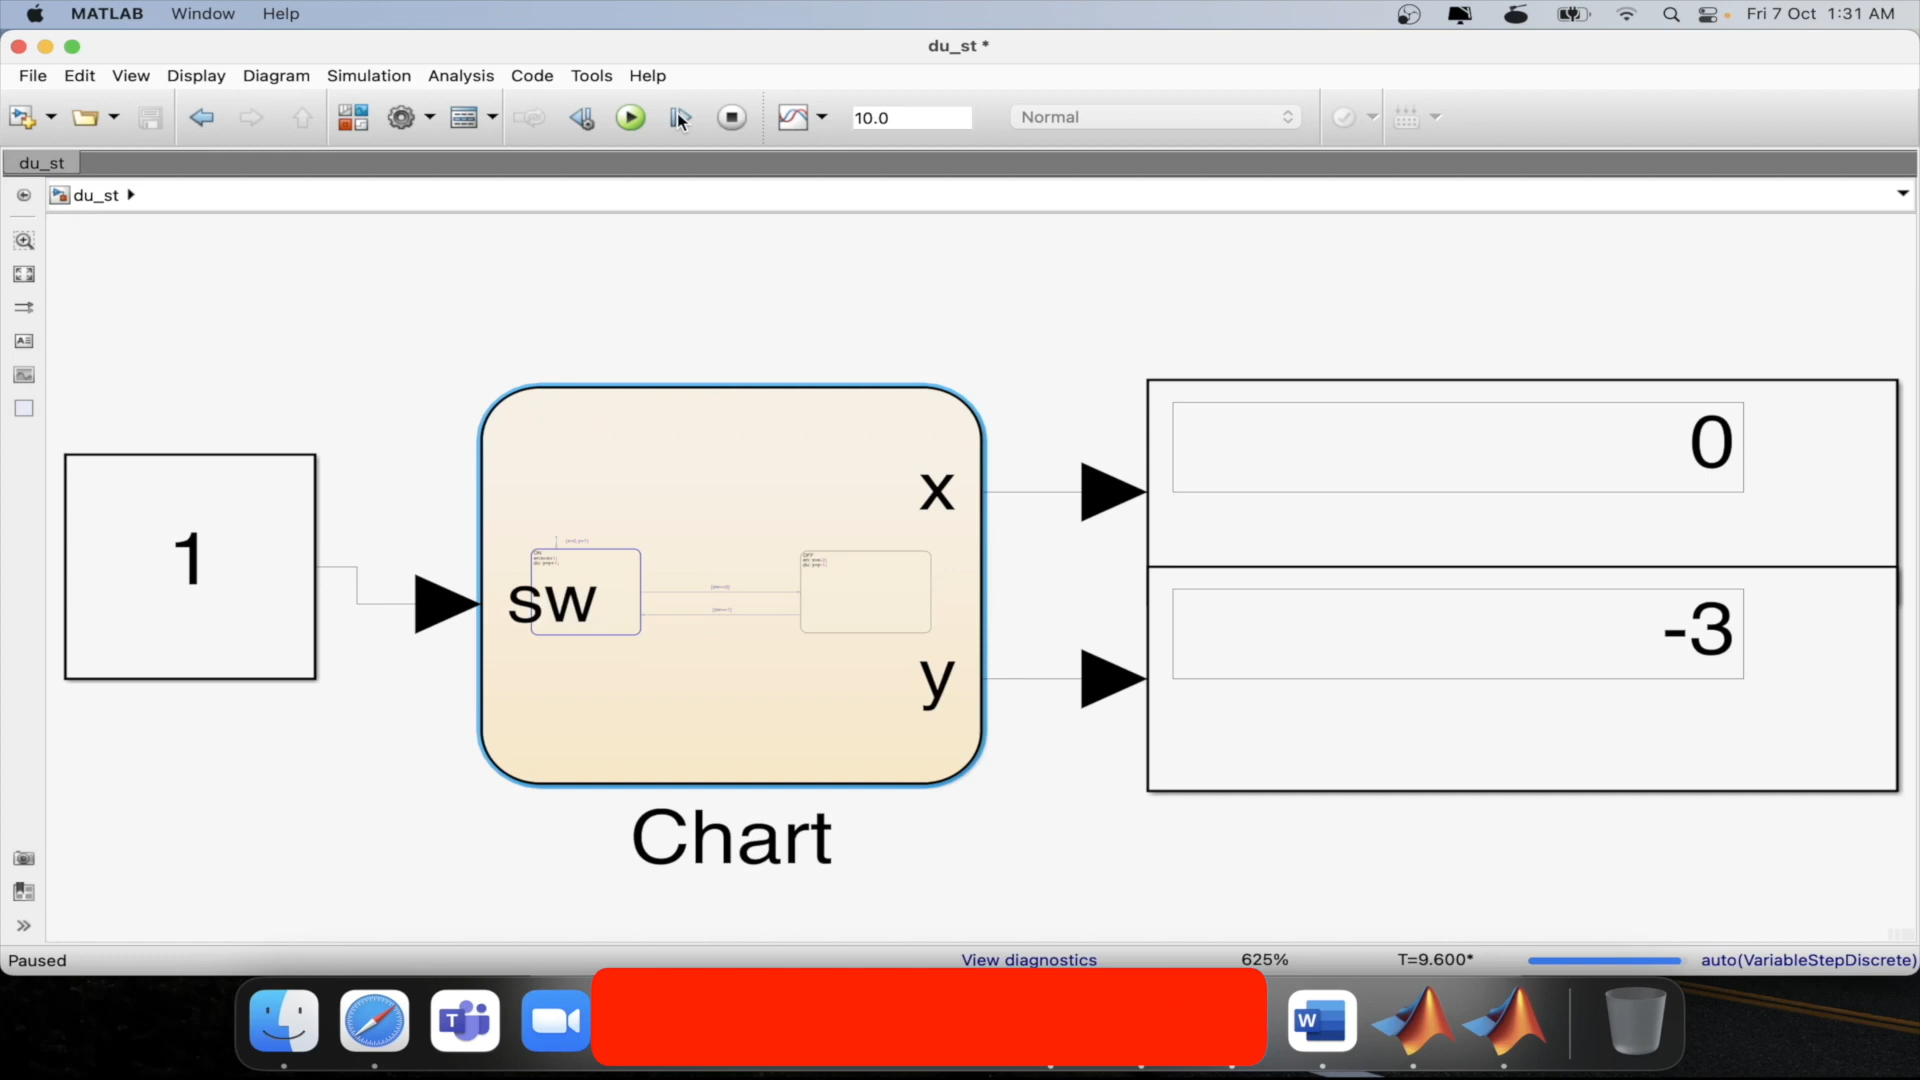 MATLAB Window Help
Fri 7 Oct 1:31 AM
du_st *
File Edit View Display Diagram Simulation Analysis Code Tools Help
10.0 Normal
du_st
du_st
1
sw
x
y
ON
OFF
0
-3
Chart
Paused View diagnostics 625% T=9.600* auto(VariableStepDiscrete)
T
W